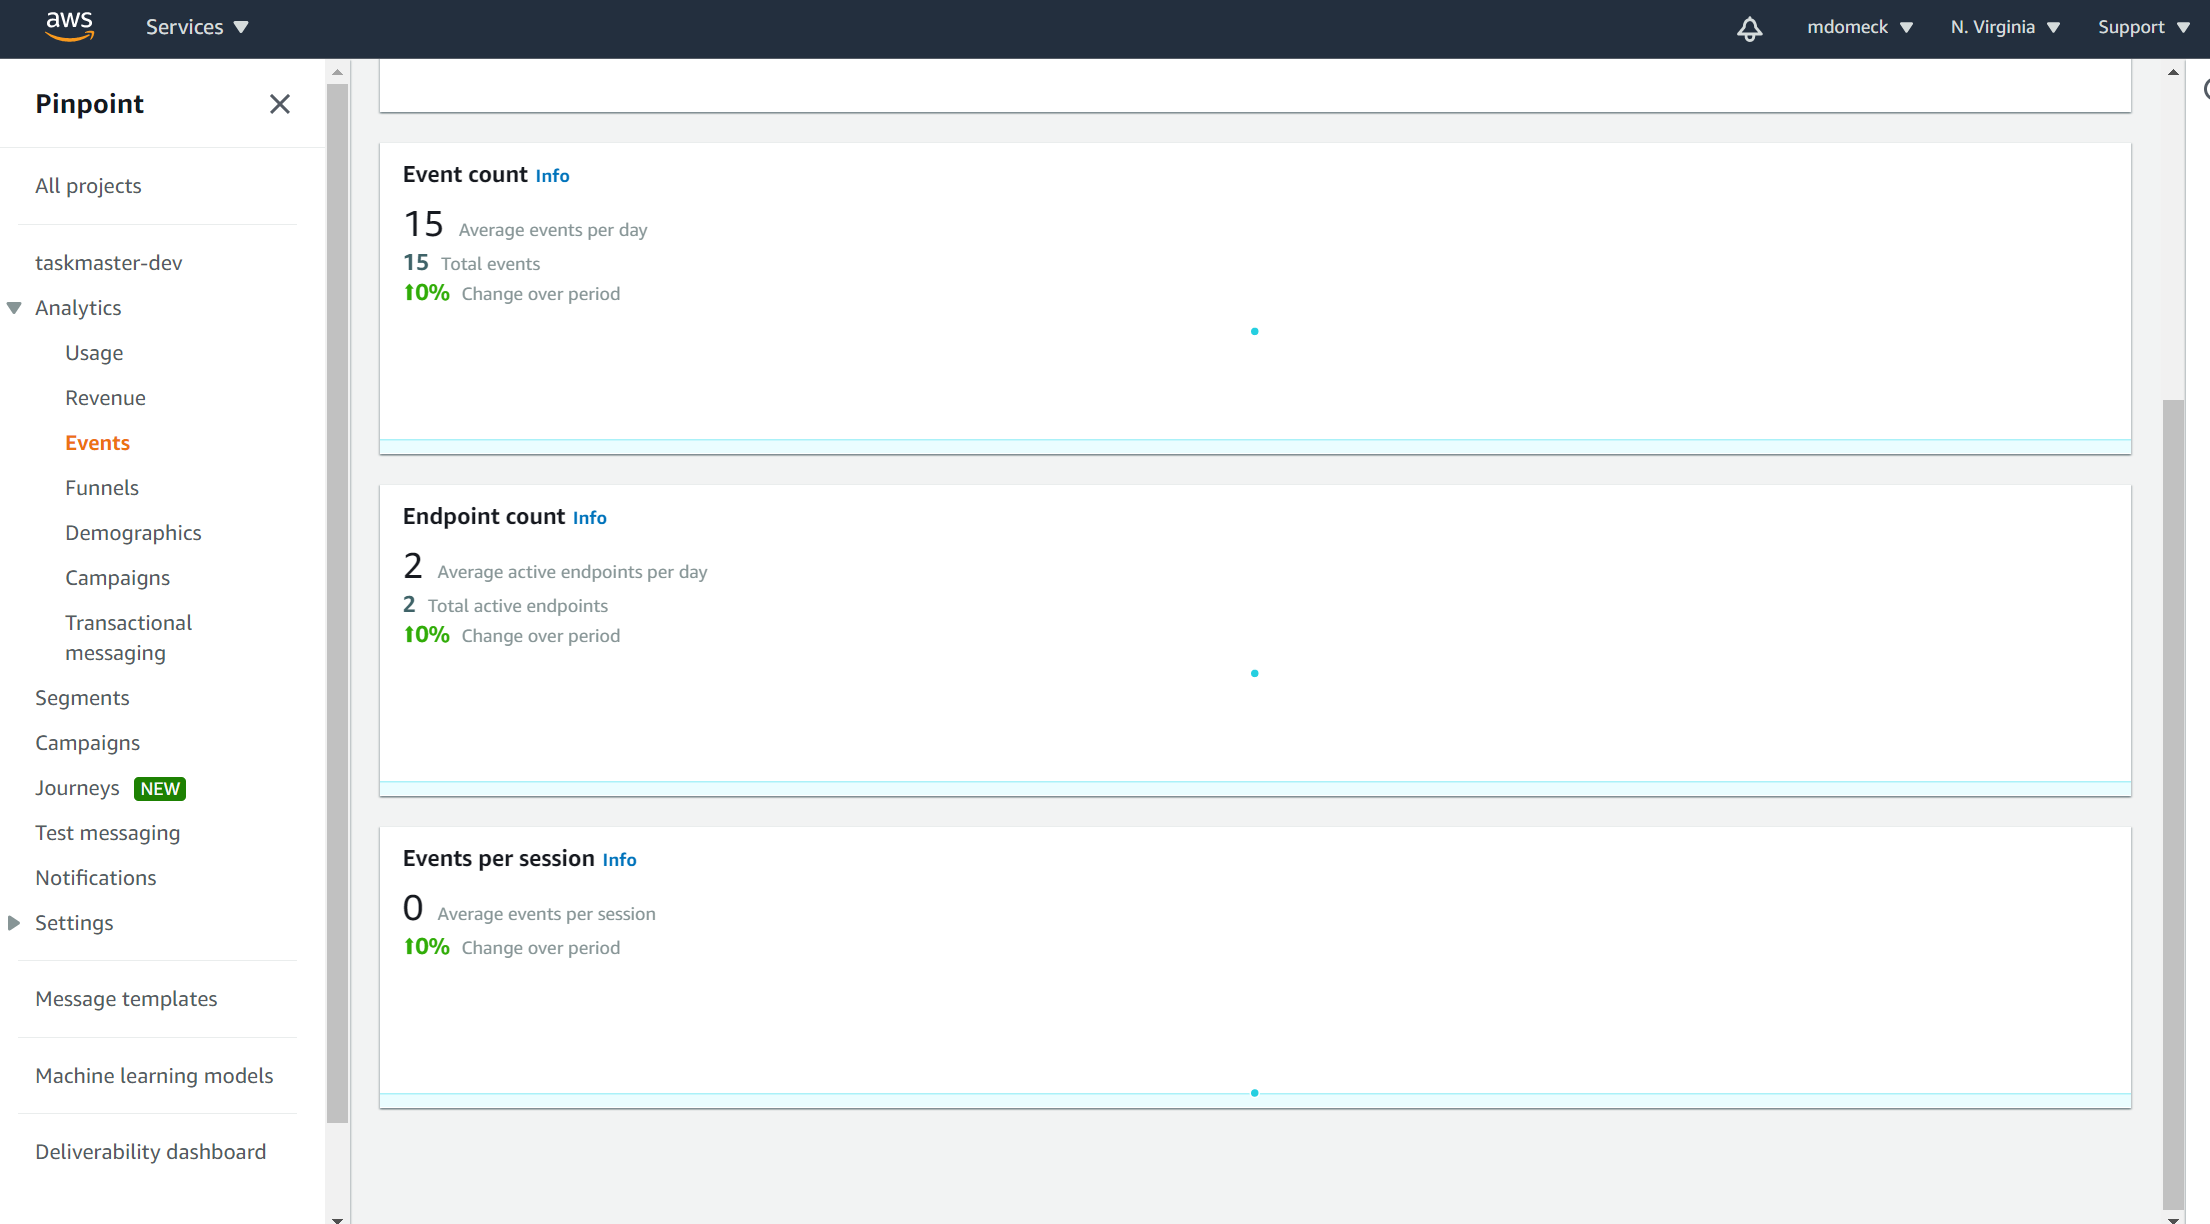 aws
Services
mdomeck
N. Virginia
Support
Pinpoint
All projects
taskmaster-dev
Analytics
Usage
Revenue
Events
Funnels
Demographics
Campaigns
Transactional
messaging
Segments
Campaigns
Journeys NEW
Test messaging
Notifications
Settings
Message templates
Machine learning models
Deliverability dashboard
Event count Info
15 Average events per day
15 Total events
0% Change over period
Endpoint count Info
2 Average active endpoints per day
2 Total active endpoints
0% Change over period
Events per session Info
0 Average events per session
0% Change over period